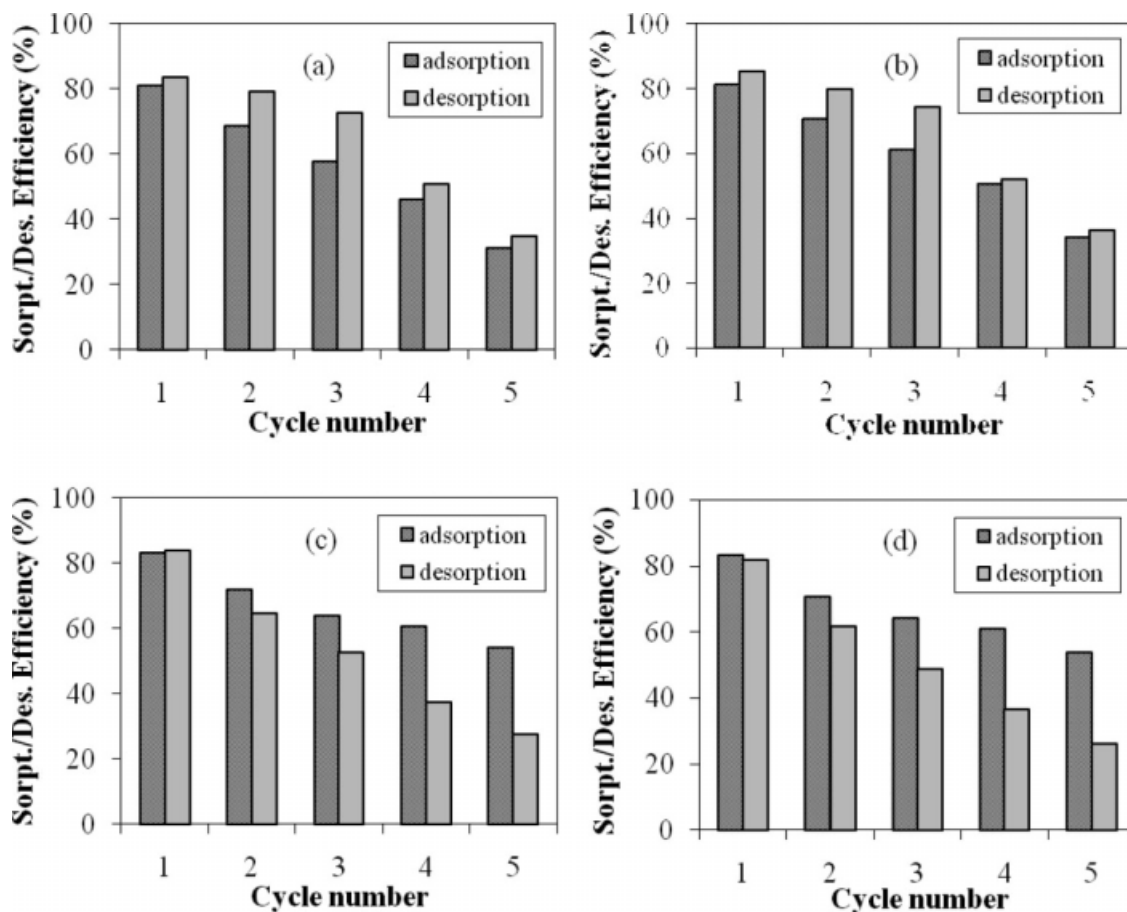 Sorpt./Des. Efficiency (%)
100
80
60
40
20
0
(a)
adsorption
desorption
1 2 3 4 5
Cycle number
Sorpt./Des. Efficiency (%)
100
80
60
40
20
0
(b)
adsorption
desorption
1 2 3 4 5
Cycle number
Sorpt./Des. Efficiency (%)
100
80
60
40
20
0
(c)
adsorption
desorption
1 2 3 4 5
Cycle number
Sorpt./Des. Efficiency (%)
100
80
60
40
20
0
(d)
adsorption
desorption
1 2 3 4 5
Cycle number